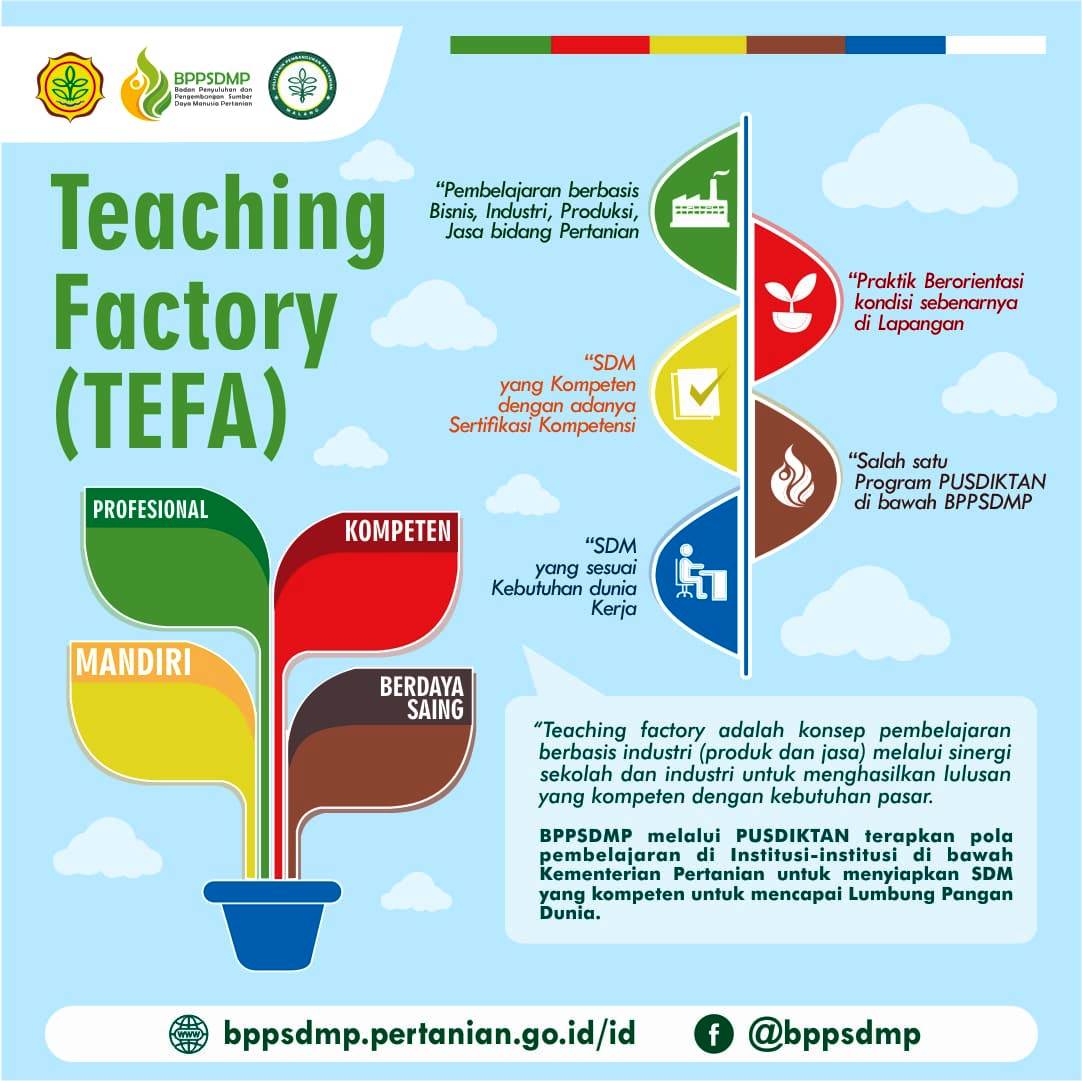 BPPSDMP
Badan Penyuluhan dan
Pengembangan Sumber
Daya Manusia Pertanian
POLITEKNIK PEMBANGUNAN PERTANIAN
MALANG
Teaching
Factory
(TEFA)
“Pembelajaran berbasis
Bisnis, Industri, Produksi,
Jasa bidang Pertanian
“Praktik Berorientasi
kondisi sebenarnya
di Lapangan
“SDM
yang Kompeten
dengan adanya
Sertifikasi Kompetensi
“Salah satu
Program PUSDIKTAN
di bawah BPPSDMP
“SDM
yang sesuai
Kebutuhan dunia
Kerja
PROFESIONAL
KOMPETEN
MANDIRI
BERDAYA
SAING
“Teaching factory adalah konsep pembelajaran
berbasis industri (produk dan jasa) melalui sinergi
sekolah dan industri untuk menghasilkan lulusan
yang kompeten dengan kebutuhan pasar.
BPPSDMP melalui PUSDIKTAN terapkan pola
pembelajaran di Institusi-institusi di bawah
Kementerian Pertanian untuk menyiapkan SDM
yang kompeten untuk mencapai Lumbung Pangan
Dunia.
www
bppsdmp.pertanian.go.id/id
f @bppsdmp